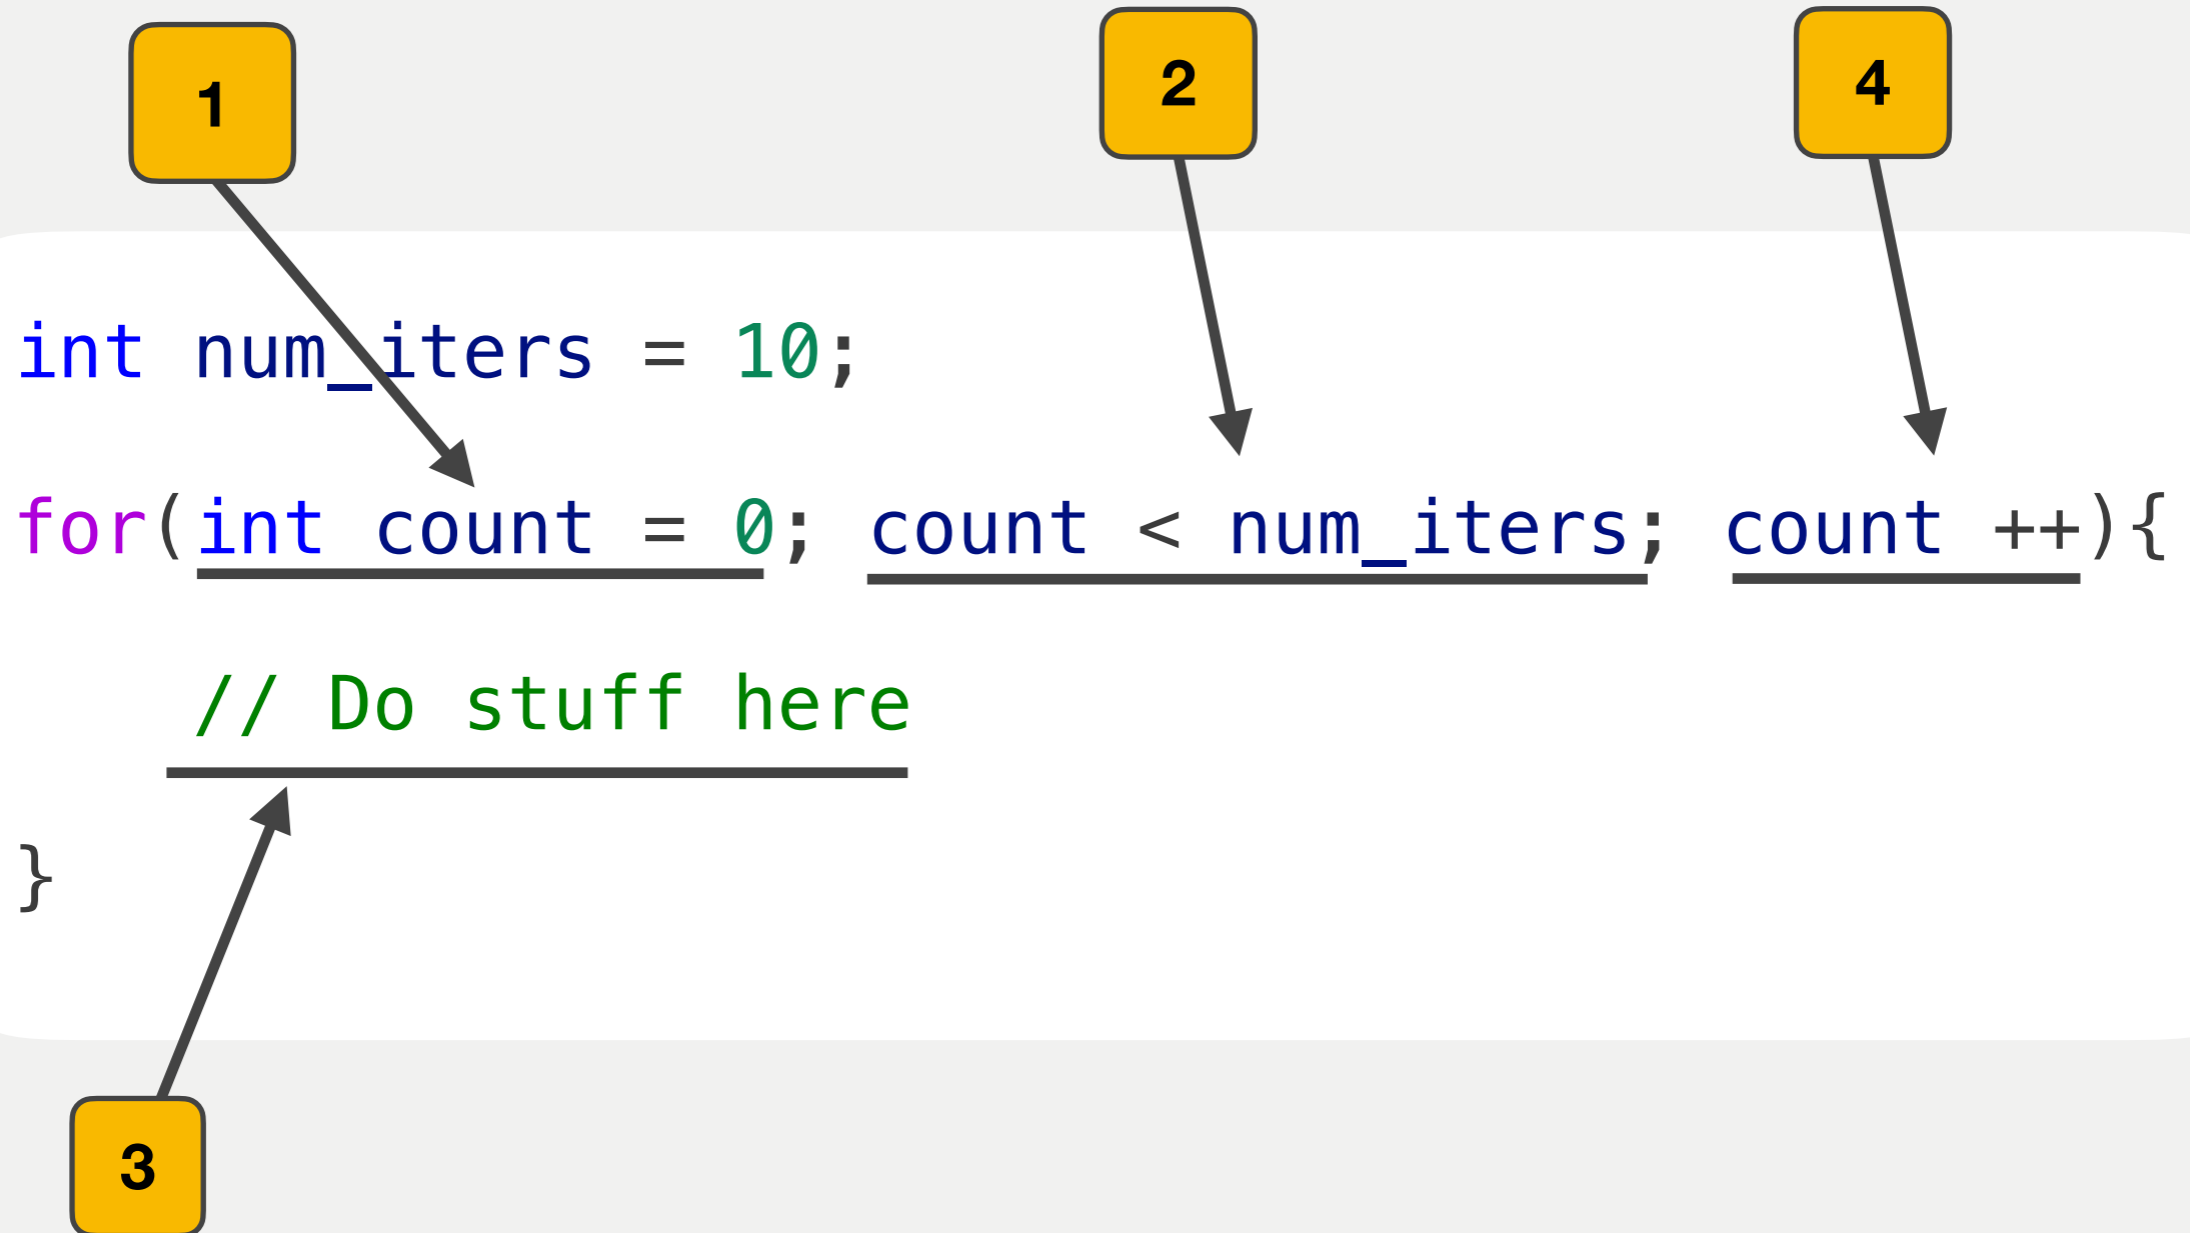 1 2 4
int num_iters = 10;
for(int count = 0; count < num_iters; count ++){
// Do stuff here
}
3